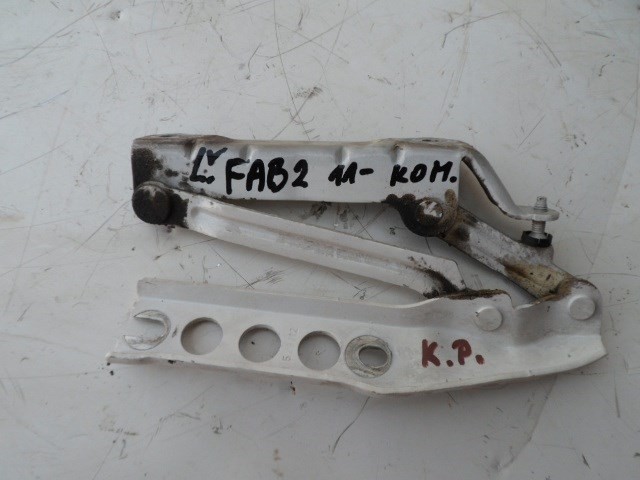 L. FAB2 11- KOM.
K.P.